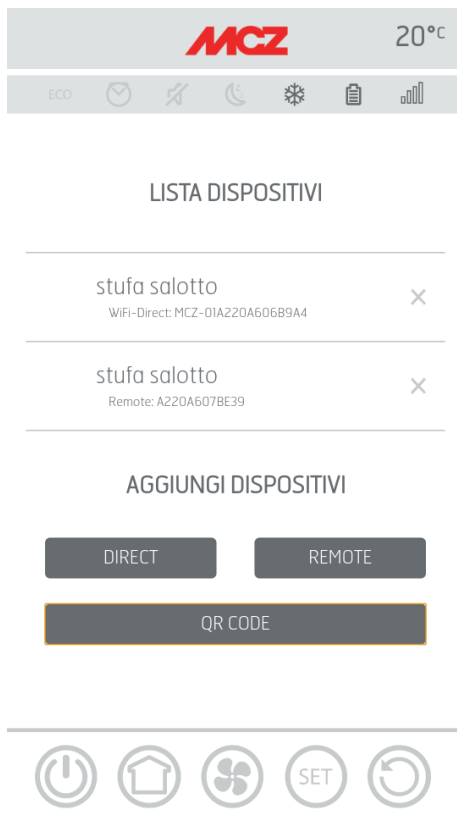 MCZ
20°C
ECO
LISTA DISPOSITIVI
stufa salotto
WiFi-Direct: MCZ-01A220A606B9A4
stufa salotto
Remote: A220A607BE39
AGGIUNGI DISPOSITIVI
DIRECT
REMOTE
QR CODE
SET